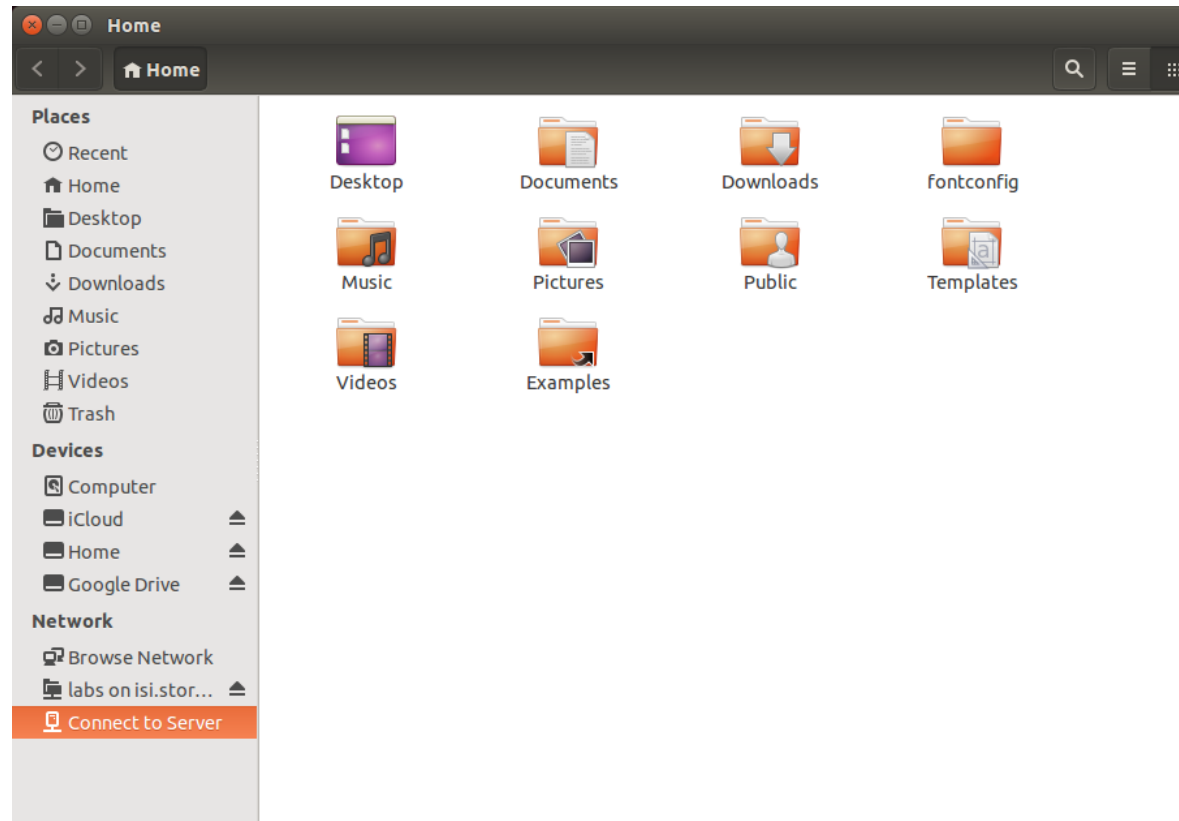 Home
Home
Places
Recent
Home
Desktop
Documents
Downloads
Music
Pictures
Videos
Trash
Devices
Computer
iCloud
Home
Google Drive
Network
Browse Network
labs on isi.stor...
Connect to Server
Desktop Documents Downloads fontconfig
Music Pictures Public Templates
Videos Examples